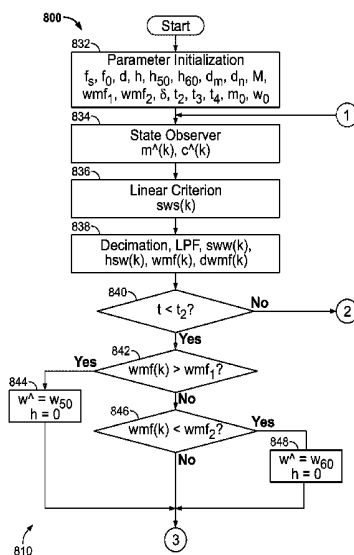 800
Start
832
Parameter Initialization
fs, f0, d, h, h50, h60, dm, dn, M,
wmf1, wmf2, δ, t2, t3, t4, m0, w0
1
834
State Observer
m^(k), c^(k)
836
Linear Criterion
sws(k)
838
Decimation, LPF, sww(k),
hsw(k), wmf(k), dwmf(k)
840
t < t2?
No
2
Yes
842
Yes
wmf(k) > wmf1?
844
No
w^ = w50
h = 0
846
wmf(k) < wmf2?
Yes
848
w^ = w60
h = 0
No
3
810